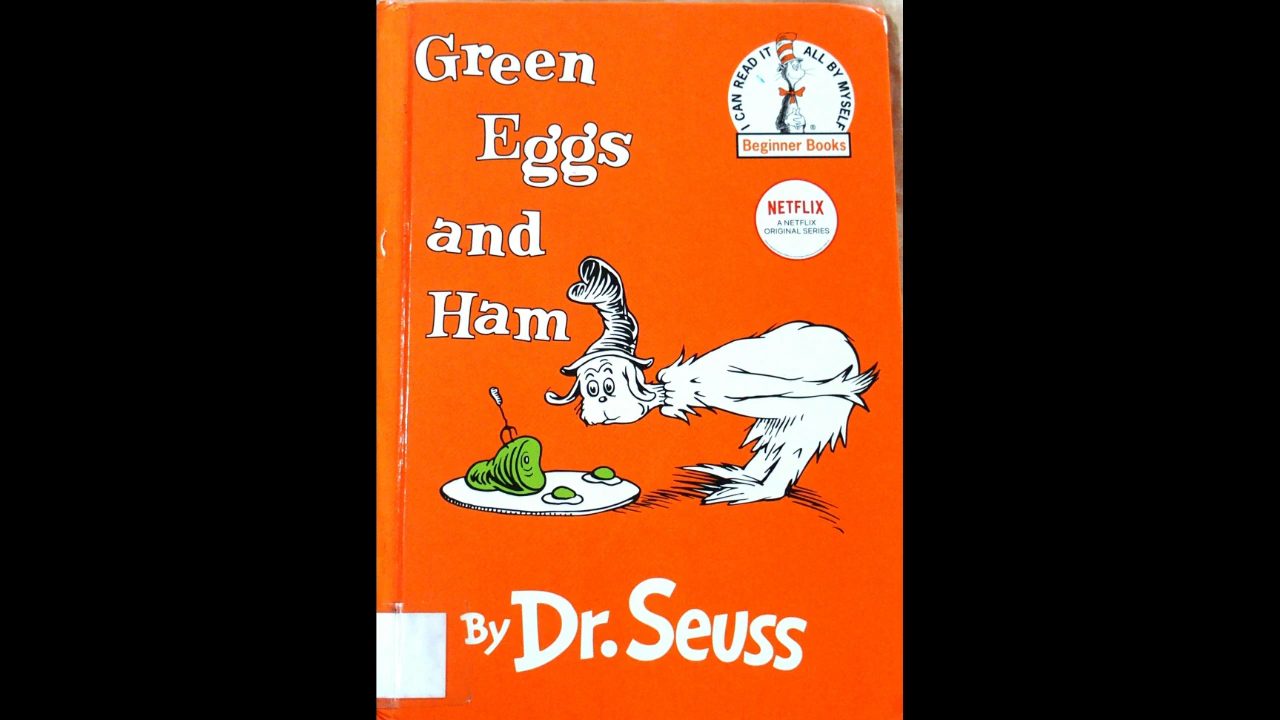 Green
Eggs
and
Ham
I CAN READ IT ALL BY MYSELF
®
Beginner Books
NETFLIX
A NETFLIX
ORIGINAL SERIES
By Dr. Seuss